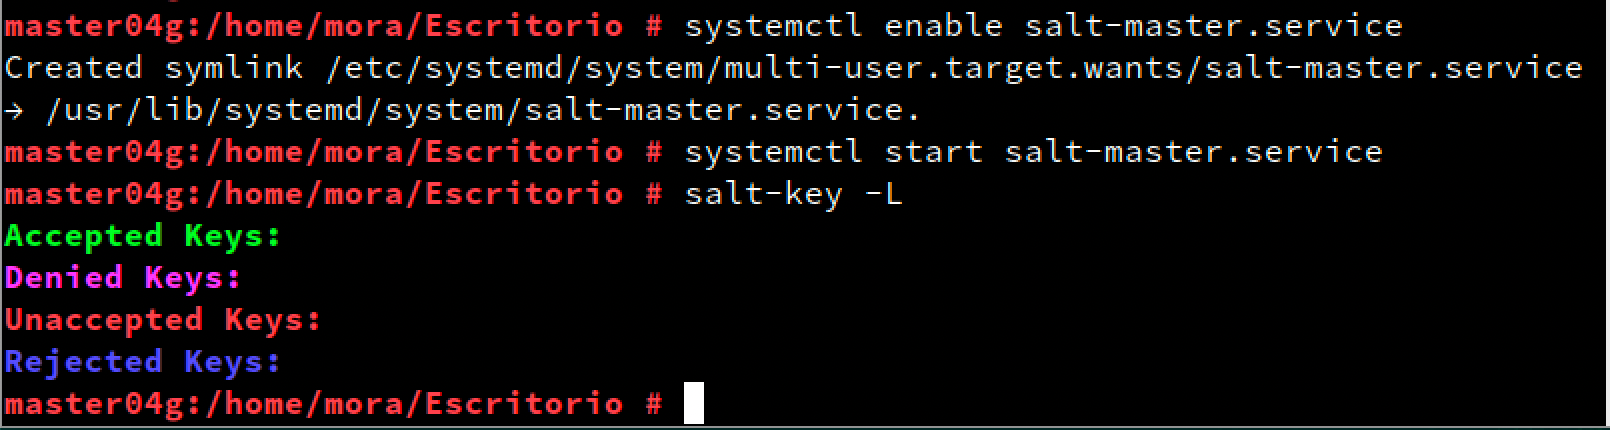 master04g:/home/mora/Escritorio # systemctl enable salt-master.service
Created symlink /etc/systemd/system/multi-user.target.wants/salt-master.service
→ /usr/lib/systemd/system/salt-master.service.
master04g:/home/mora/Escritorio # systemctl start salt-master.service
master04g:/home/mora/Escritorio # salt-key -L
Accepted Keys:
Denied Keys:
Unaccepted Keys:
Rejected Keys:
master04g:/home/mora/Escritorio #